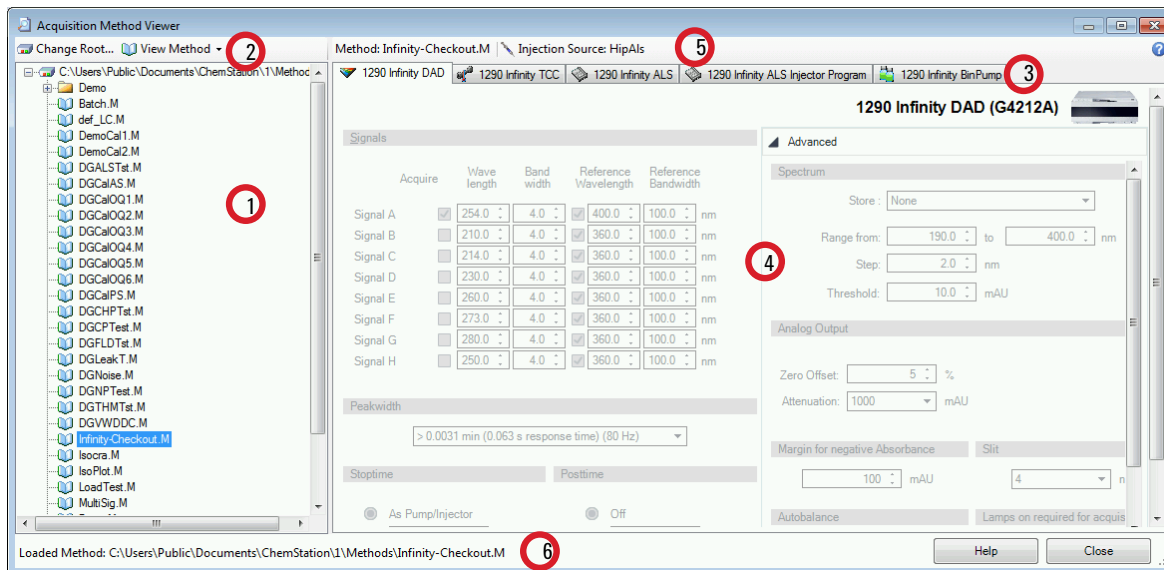 Acquisition Method Viewer
Change Root... View Method 2 Method: Infinity-Checkout.M Injection Source: HipAls 5
C:\Users\Public\Documents\ChemStation\1\Methoc
Demo
Batch.M
def_LC.M
DemoCal1.M
DemoCal2.M
DGALSTst.M
DGCalAS.M
DGCalOQ1.M
DGCalOQ2.M
DGCalOQ3.M
DGCalOQ4.M
DGCalOQ5.M
DGCalOQ6.M
DGCalPS.M
DGCHPTst.M
DGCPTest.M
DGFLDTst.M
DGLeakT.M
DGNoise.M
DGNPTest.M
DGTHMTst.M
DGVWDDC.M
Infinity-Checkout.M
Isocra.M
IsoPlot.M
LoadTest.M
MultiSig.M
1
1290 Infinity DAD 1290 Infinity TCC 1290 Infinity ALS 1290 Infinity ALS Injector Program 1290 Infinity BinPump 3
1290 Infinity DAD (G4212A)
Signals
Acquire Wave length Band width Reference Wavelength Reference Bandwidth
Signal A 254.0 4.0 400.0 100.0 nm
Signal B 210.0 4.0 360.0 100.0 nm
Signal C 214.0 4.0 360.0 100.0 nm
Signal D 230.0 4.0 360.0 100.0 nm
Signal E 260.0 4.0 360.0 100.0 nm
Signal F 273.0 4.0 360.0 100.0 nm
Signal G 280.0 4.0 360.0 100.0 nm
Signal H 250.0 4.0 360.0 100.0 nm
Peakwidth
> 0.0031 min (0.063 s response time) (80 Hz)
Stoptime Posttime
As Pump/Injector Off
4
Advanced
Spectrum
Store : None
Range from: 190.0 to 400.0 nm
Step: 2.0 nm
Threshold: 10.0 mAU
Analog Output
Zero Offset: 5 %
Attenuation: 1000 mAU
Margin for negative Absorbance Slit
100 mAU 4 n
Autobalance Lamps on required for acquis
Loaded Method: C:\Users\Public\Documents\ChemStation\1\Methods\Infinity-Checkout.M 6 Help Close